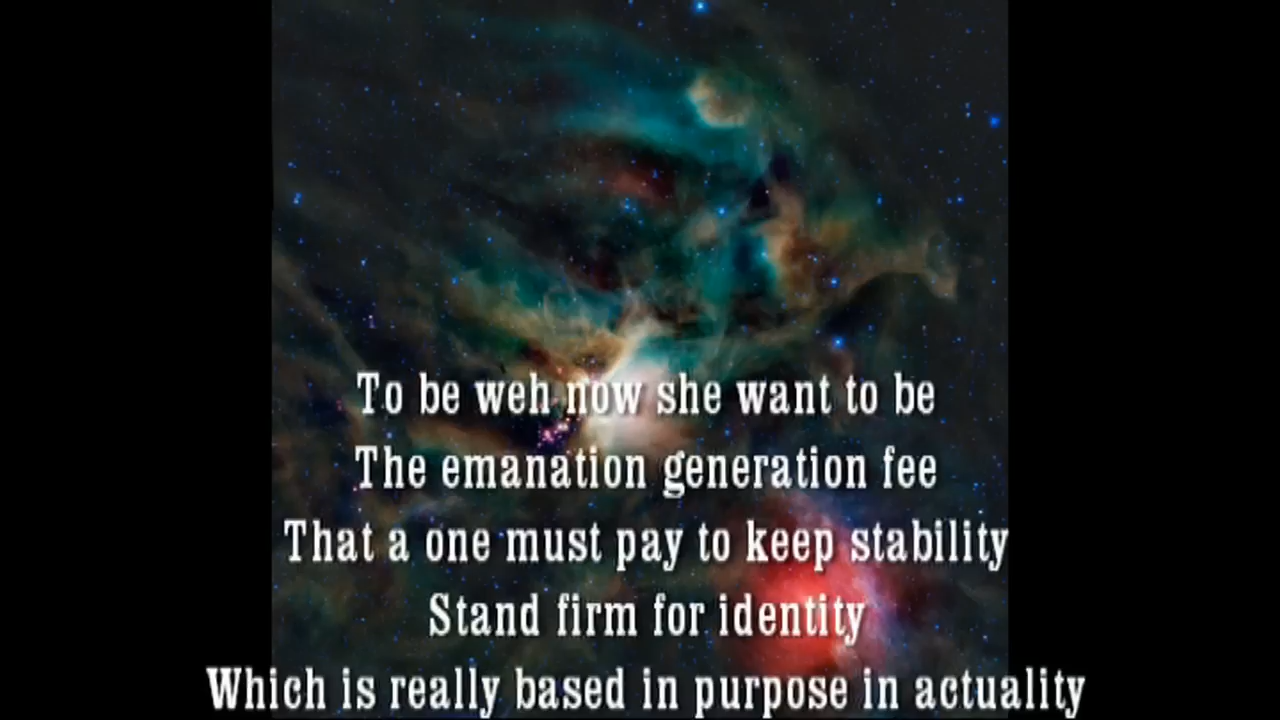 To be weh now she want to be
The emanation generation fee
That a one must pay to keep stability
Stand firm for identity
Which is really based in purpose in actuality